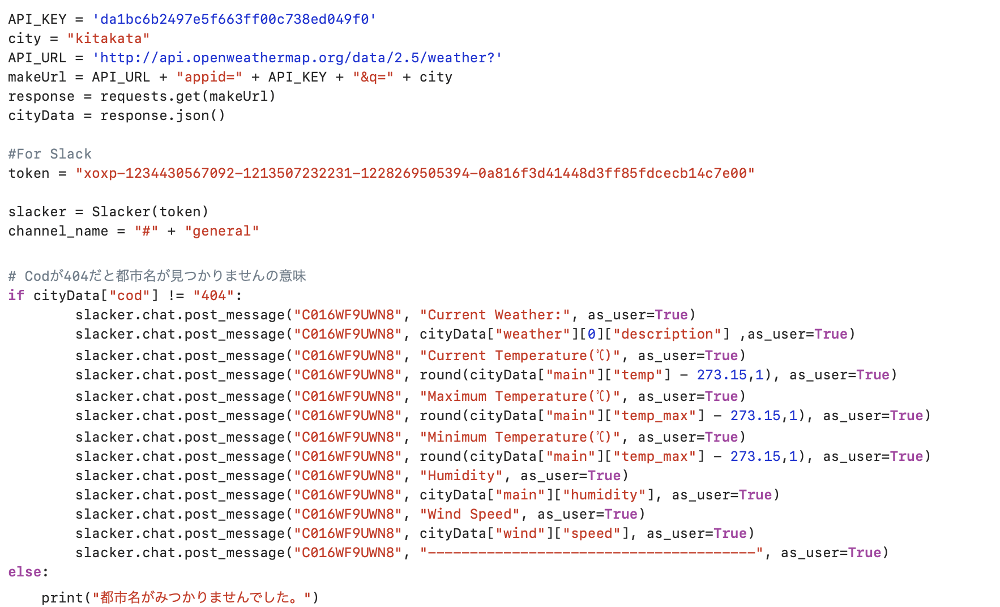 API_KEY = 'da1bc6b2497e5f663ff00c738ed049f0'
city = "kitakata"
API_URL = 'http://api.openweathermap.org/data/2.5/weather?'
makeUrl = API_URL + "appid=" + API_KEY + "&q=" + city
response = requests.get(makeUrl)
cityData = response.json()
#For Slack
token = "xoxp-1234430567092-1213507232231-1228269505394-0a816f3d41448d3ff85fdcecb14c7e00"
slacker = Slacker(token)
channel_name = "#" + "general"
# Codが404だと都市名が見つかりませんの意味
if cityData["cod"] != "404":
        slacker.chat.post_message("C016WF9UWN8", "Current Weather:", as_user=True)
        slacker.chat.post_message("C016WF9UWN8", cityData["weather"][0]["description"] ,as_user=True)
        slacker.chat.post_message("C016WF9UWN8", "Current Temperature(℃)", as_user=True)
        slacker.chat.post_message("C016WF9UWN8", round(cityData["main"]["temp"] - 273.15,1), as_user=True)
        slacker.chat.post_message("C016WF9UWN8", "Maximum Temperature(℃)", as_user=True)
        slacker.chat.post_message("C016WF9UWN8", round(cityData["main"]["temp_max"] - 273.15,1), as_user=True)
        slacker.chat.post_message("C016WF9UWN8", "Minimum Temperature(℃)", as_user=True)
        slacker.chat.post_message("C016WF9UWN8", round(cityData["main"]["temp_max"] - 273.15,1), as_user=True)
        slacker.chat.post_message("C016WF9UWN8", "Humidity", as_user=True)
        slacker.chat.post_message("C016WF9UWN8", cityData["main"]["humidity"], as_user=True)
        slacker.chat.post_message("C016WF9UWN8", "Wind Speed", as_user=True)
        slacker.chat.post_message("C016WF9UWN8", cityData["wind"]["speed"], as_user=True)
        slacker.chat.post_message("C016WF9UWN8", "---------------------------------------", as_user=True)
else:
    print("都市名がみつかりませんでした。")